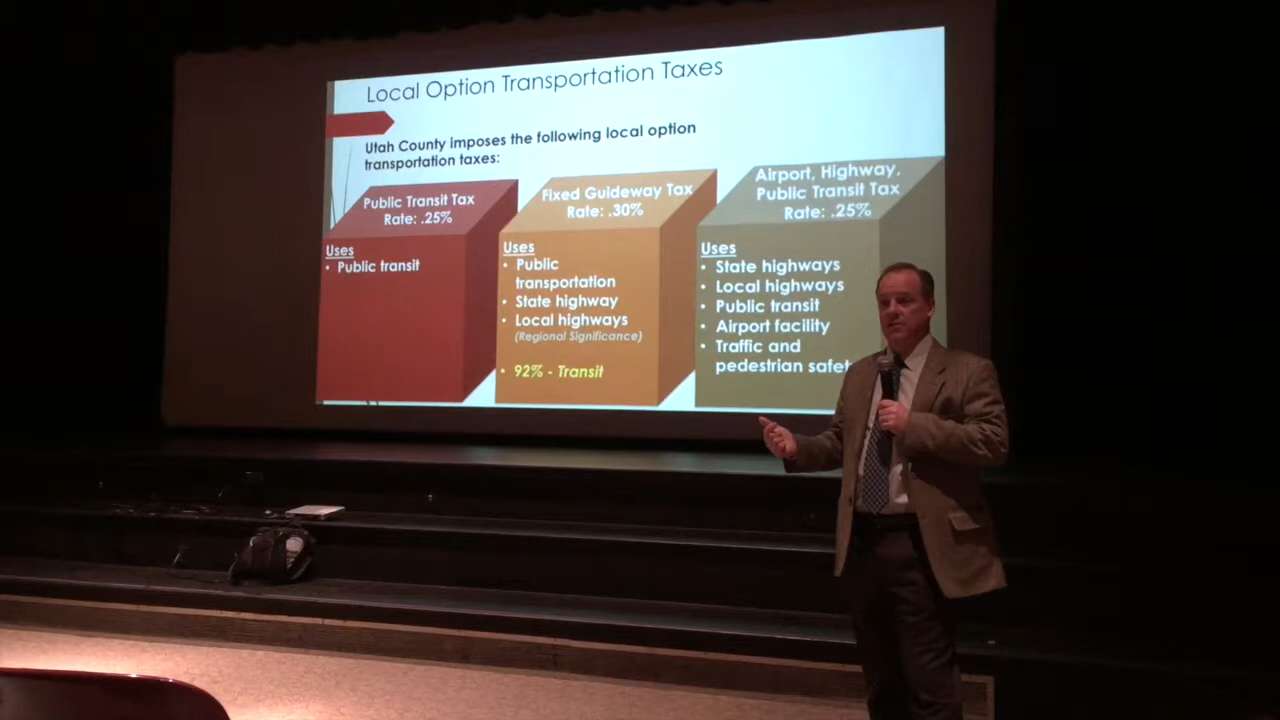 Local Option Transportation Taxes
Utah County imposes the following local option
transportation taxes:
Public Transit Tax
Rate: .25%
Uses
• Public transit
Fixed Guideway Tax
Rate: .30%
Uses
• Public
transportation
• State highway
• Local highways
(Regional Significance)
• 92% - Transit
Airport, Highway,
Public Transit Tax
Rate: .25%
Uses
• State highways
• Local highways
• Public transit
• Airport facility
• Traffic and
pedestrian safet